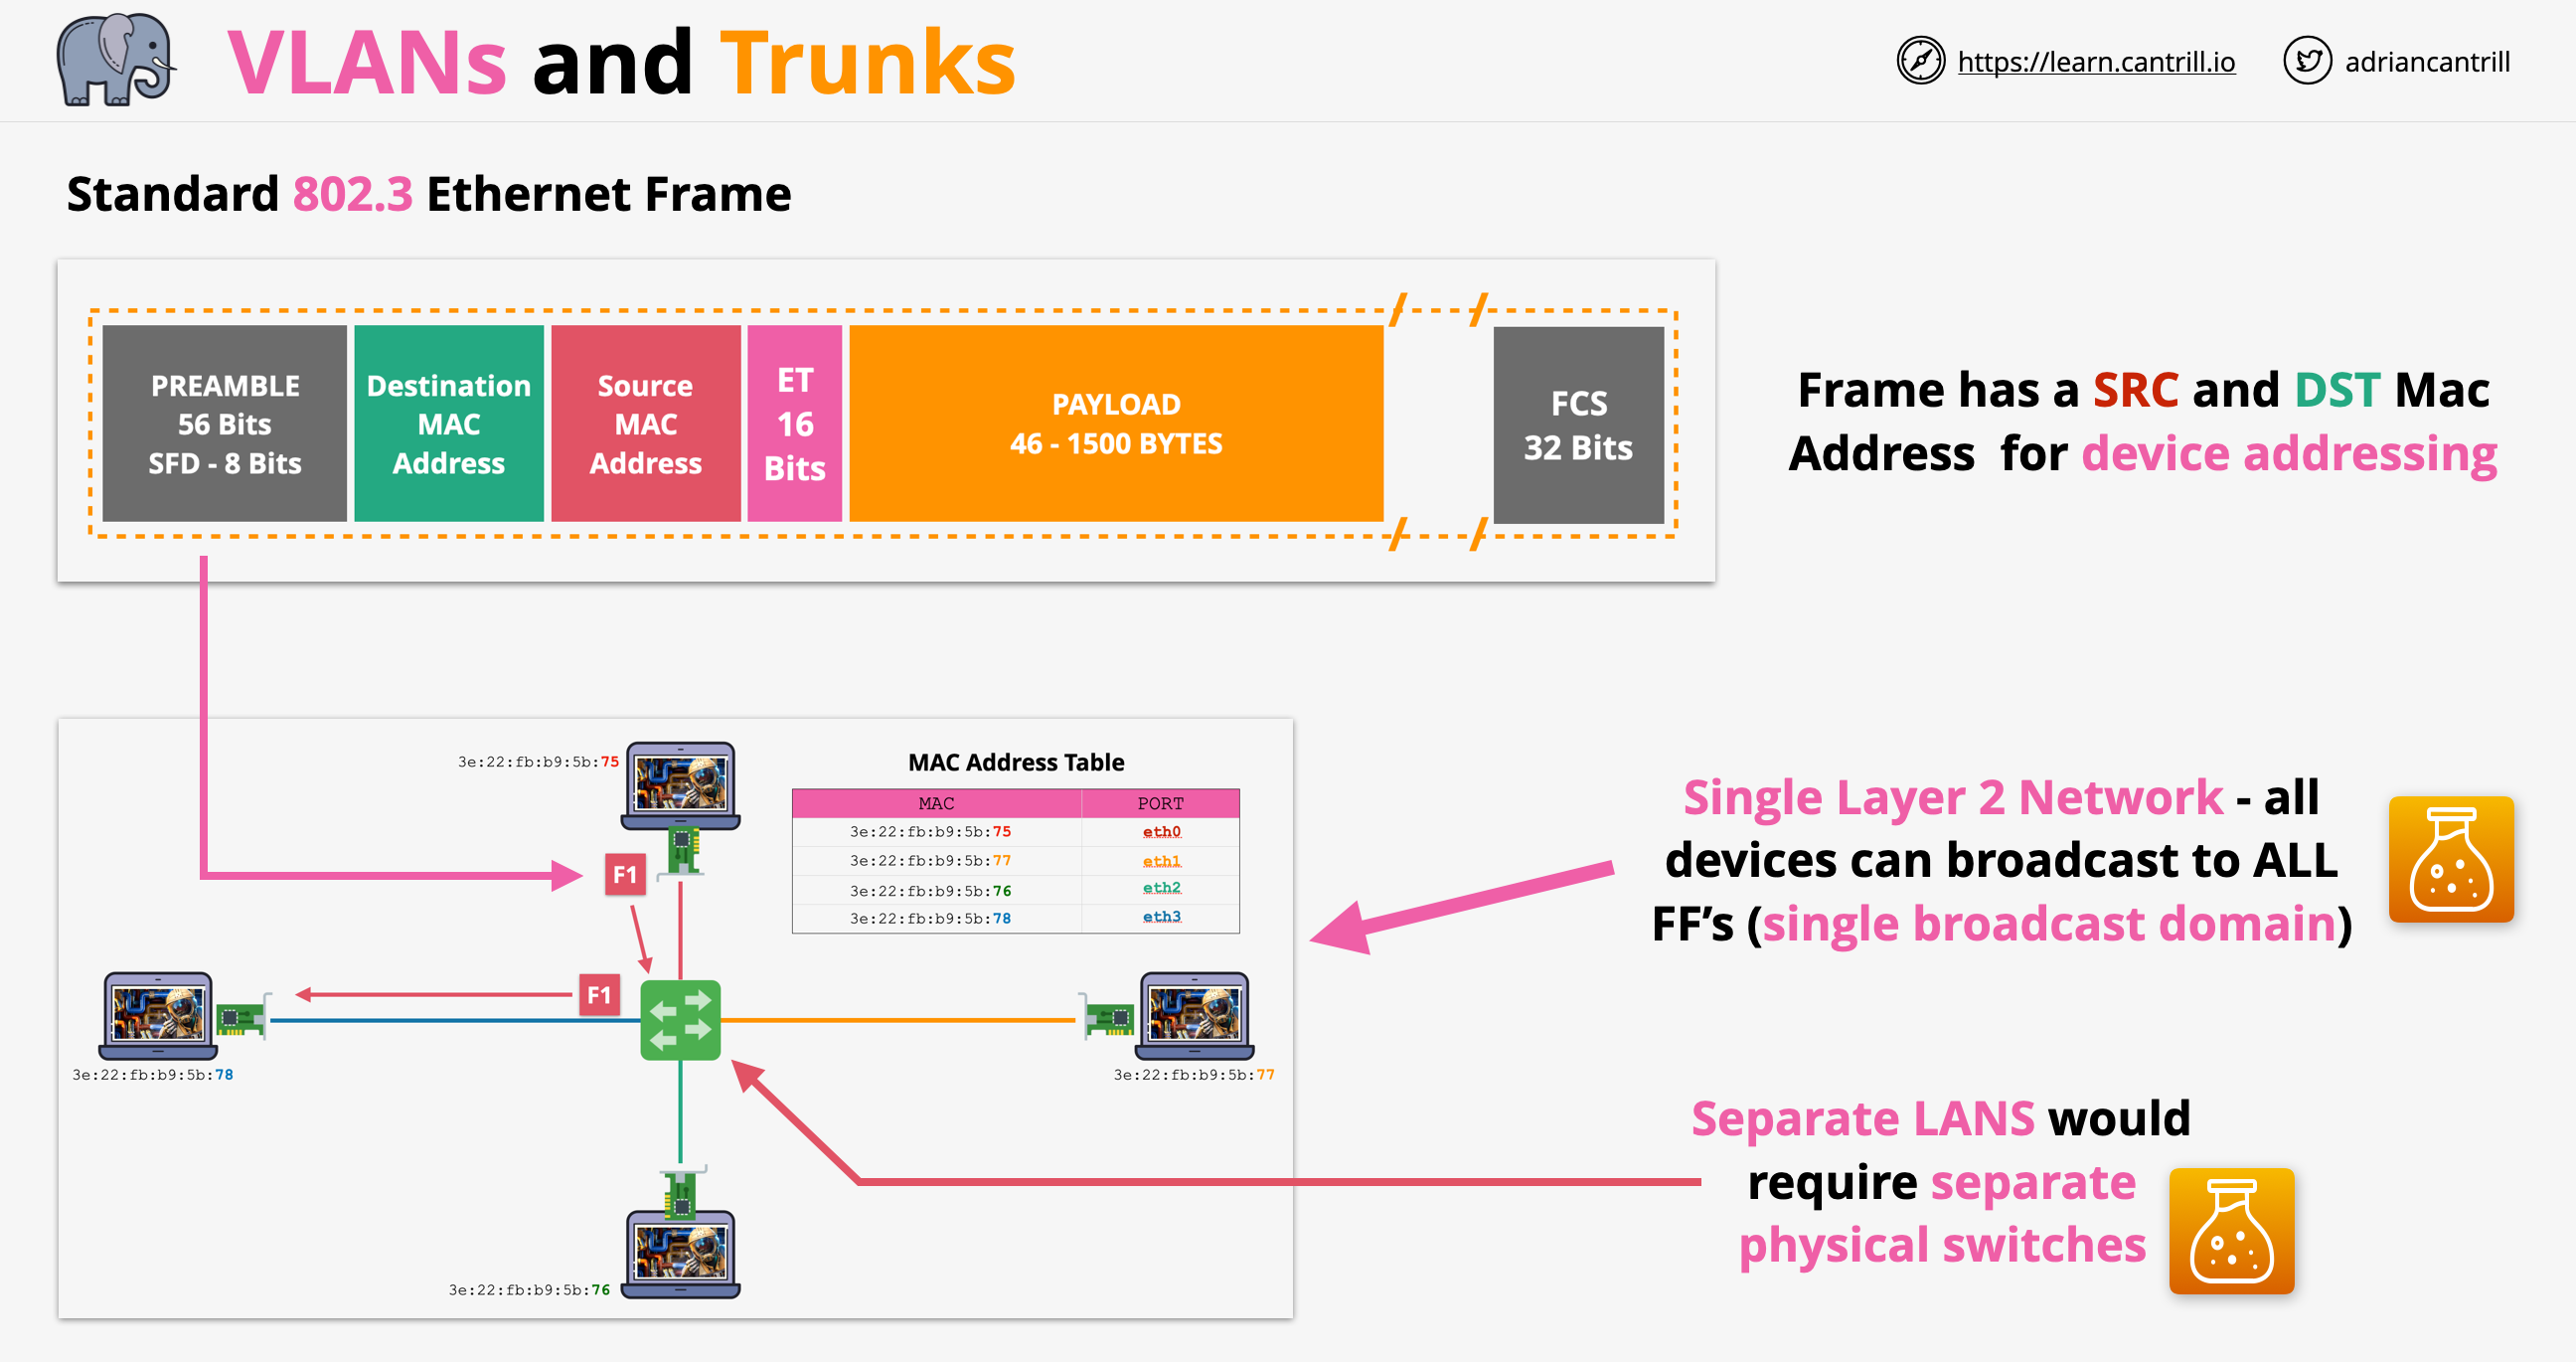 VLANs and Trunks
https://learn.cantrill.io
adriancantrill
Standard 802.3 Ethernet Frame
PREAMBLE
56 Bits
SFD - 8 Bits
Destination
MAC
Address
Source
MAC
Address
ET
16
Bits
PAYLOAD
46 - 1500 BYTES
FCS
32 Bits
Frame has a SRC and DST Mac
Address for device addressing
3e:22:fb:b9:5b:75
MAC Address Table
MAC PORT
3e:22:fb:b9:5b:75 eth0
3e:22:fb:b9:5b:77 eth1
3e:22:fb:b9:5b:76 eth2
3e:22:fb:b9:5b:78 eth3
F1
F1
3e:22:fb:b9:5b:78
3e:22:fb:b9:5b:77
3e:22:fb:b9:5b:76
Single Layer 2 Network - all
devices can broadcast to ALL
FF’s (single broadcast domain)
Separate LANS would
require separate
physical switches